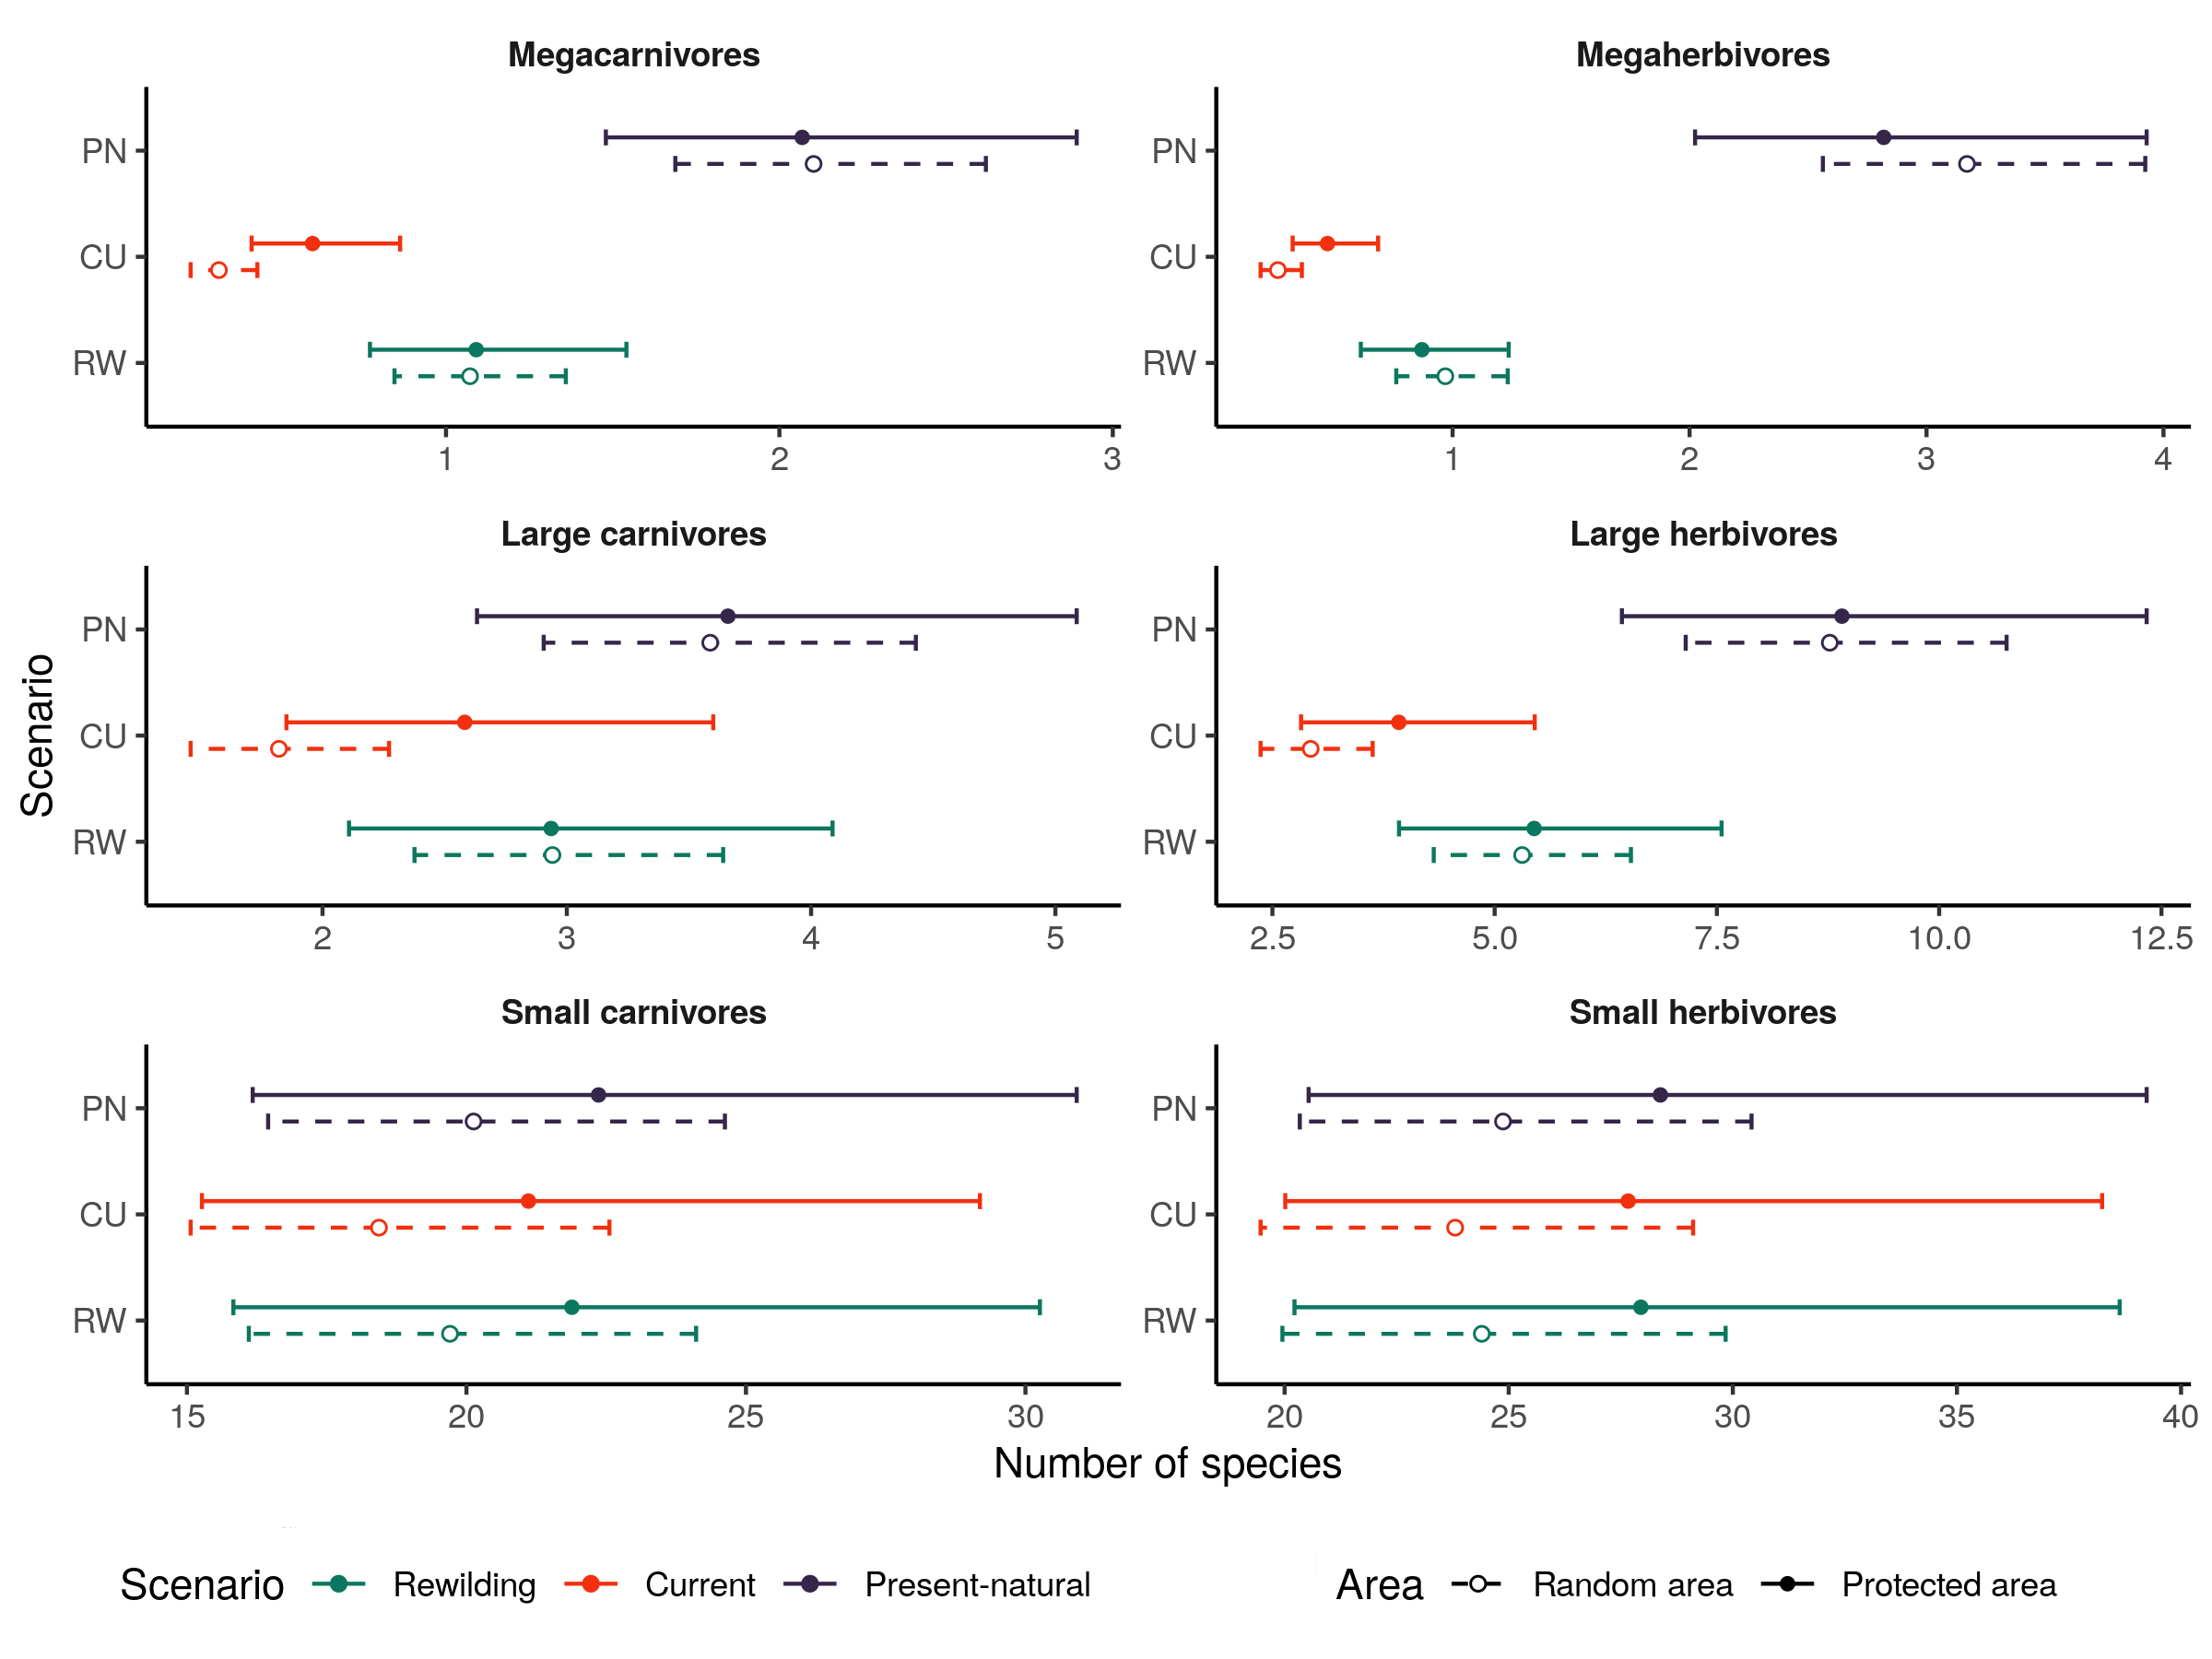 Megacarnivores
Megaherbivores
PN
CU
RW
1 2 3
PN
CU
RW
1 2 3 4
Large carnivores
Large herbivores
Scenario
PN
CU
RW
2 3 4 5
PN
CU
RW
2.5 5.0 7.5 10.0 12.5
Small carnivores
Small herbivores
PN
CU
RW
15 20 25 30
PN
CU
RW
20 25 30 35 40
Number of species
Scenario Rewilding Current Present-natural
Area Random area Protected area